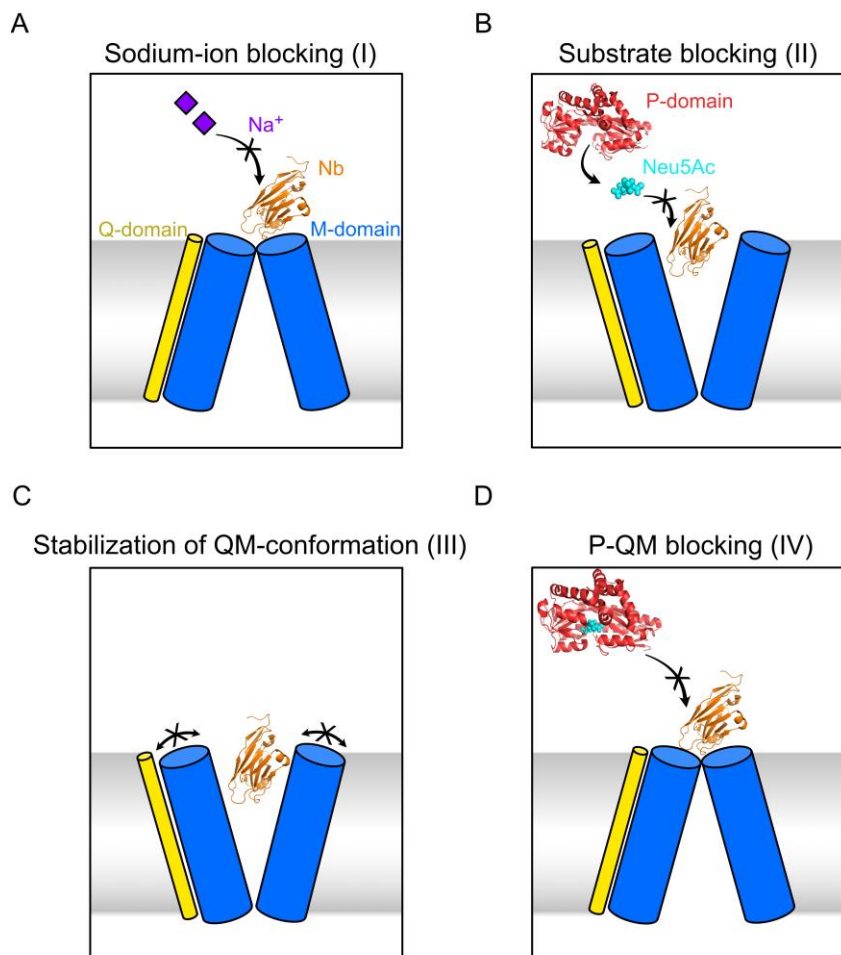 A
Sodium-ion blocking (I)
Na+
Nb
Q-domain
M-domain
B
Substrate blocking (II)
P-domain
Neu5Ac
C
Stabilization of QM-conformation (III)
D
P-QM blocking (IV)